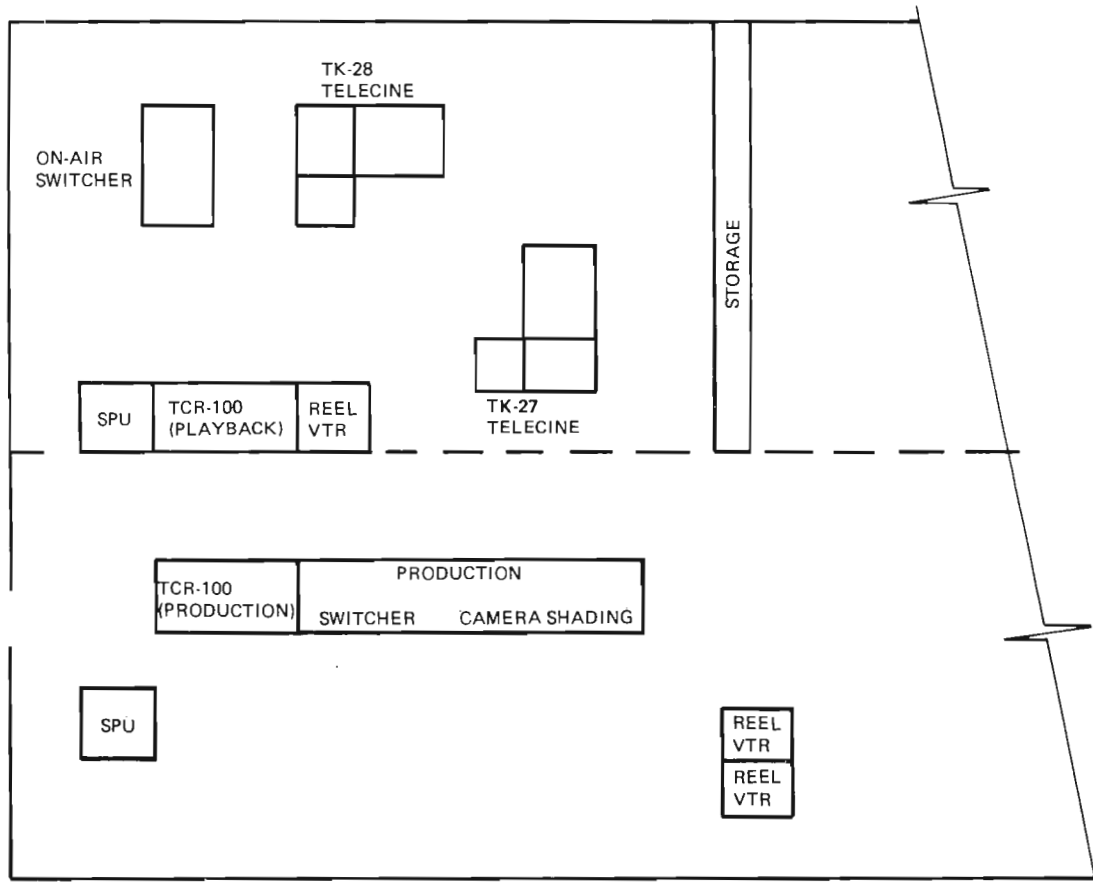 TK-28
TELECINE
ON-AIR
SWITCHER
STORAGE
SPU
TCR-100
(PLAYBACK)
REEL
VTR
TK-27
TELECINE
TCR-100
(PRODUCTION)
PRODUCTION
SWITCHER CAMERA SHADING
SPU
REEL
VTR
REEL
VTR